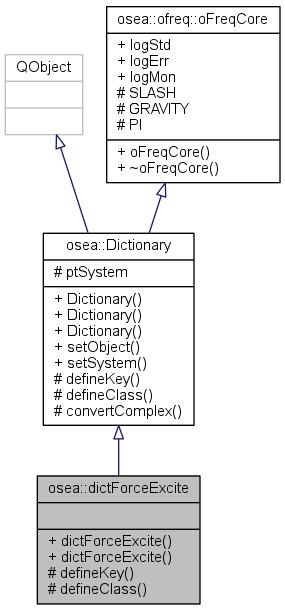 osea::ofreq::oFreqCore
+ logStd
+ logErr
+ logMon
# SLASH
# GRAVITY
# PI
+ oFreqCore()
+ ~oFreqCore()
QObject
osea::Dictionary
# ptSystem
+ Dictionary()
+ Dictionary()
+ Dictionary()
+ setObject()
+ setSystem()
# defineKey()
# defineClass()
# convertComplex()
osea::dictForceExcite
+ dictForceExcite()
+ dictForceExcite()
# defineKey()
# defineClass()